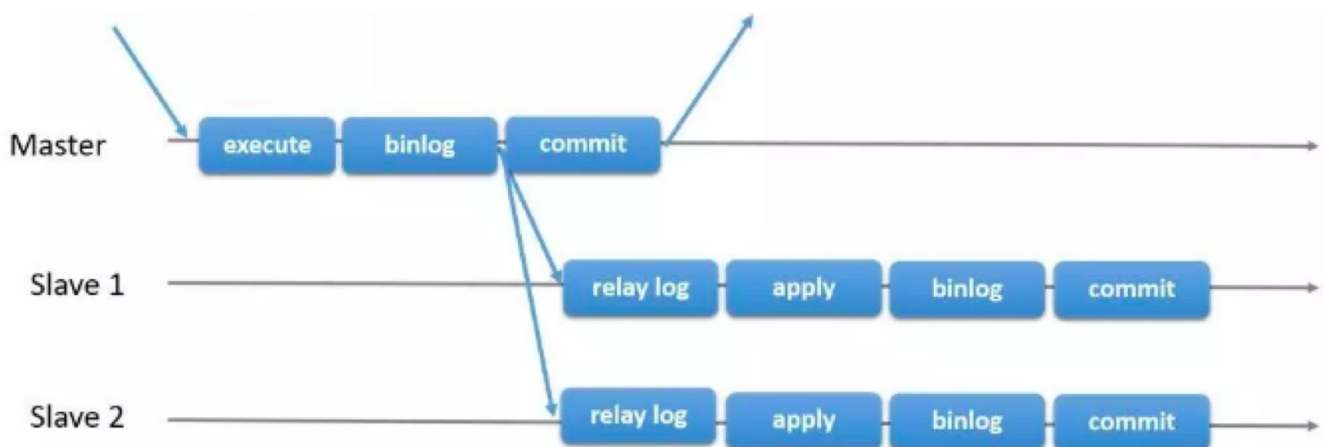 Master execute binlog commit
Slave 1 relay log apply binlog commit
Slave 2 relay log apply binlog commit